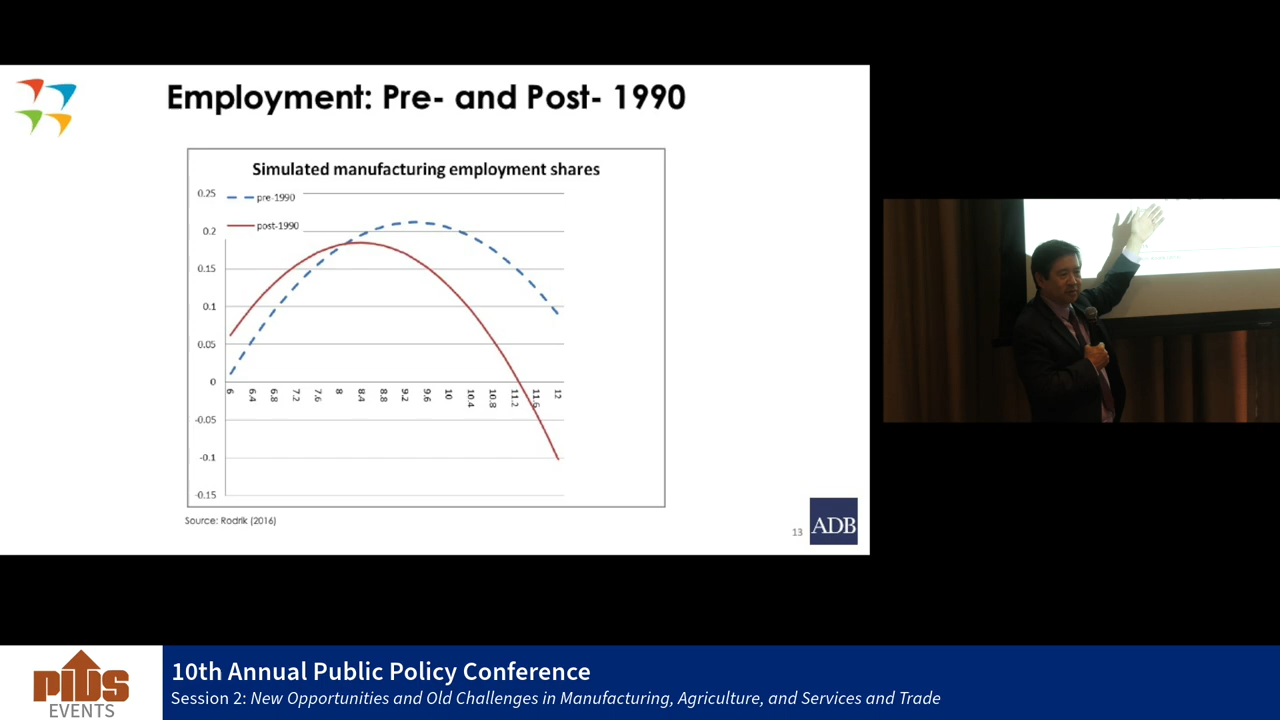 Employment: Pre- and Post- 1990
Simulated manufacturing employment shares
0.25
pre-1990
post-1990
0.2
0.15
0.1
0.05
0
6
6.4
6.8
7.2
7.6
8
8.4
8.8
9.2
9.6
10
10.4
10.8
11.2
11.6
12
-0.05
-0.1
0.15
Source: Rodrik (2016)
13
ADB
PIDS
EVENTS
10th Annual Public Policy Conference
Session 2: New Opportunities and Old Challenges in Manufacturing, Agriculture, and Services and Trade